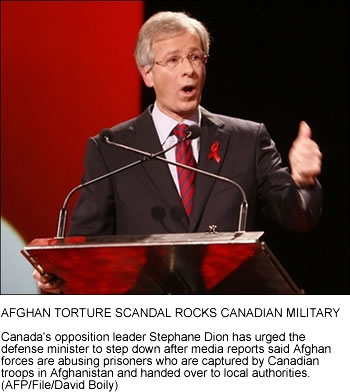 AFGHAN TORTURE SCANDAL ROCKS CANADIAN MILITARY
Canada's opposition leader Stephane Dion has urged the
defense minister to step down after media reports said Afghan
forces are abusing prisoners who are captured by Canadian
troops in Afghanistan and handed over to local authorities.
(AFP/File/David Boily)